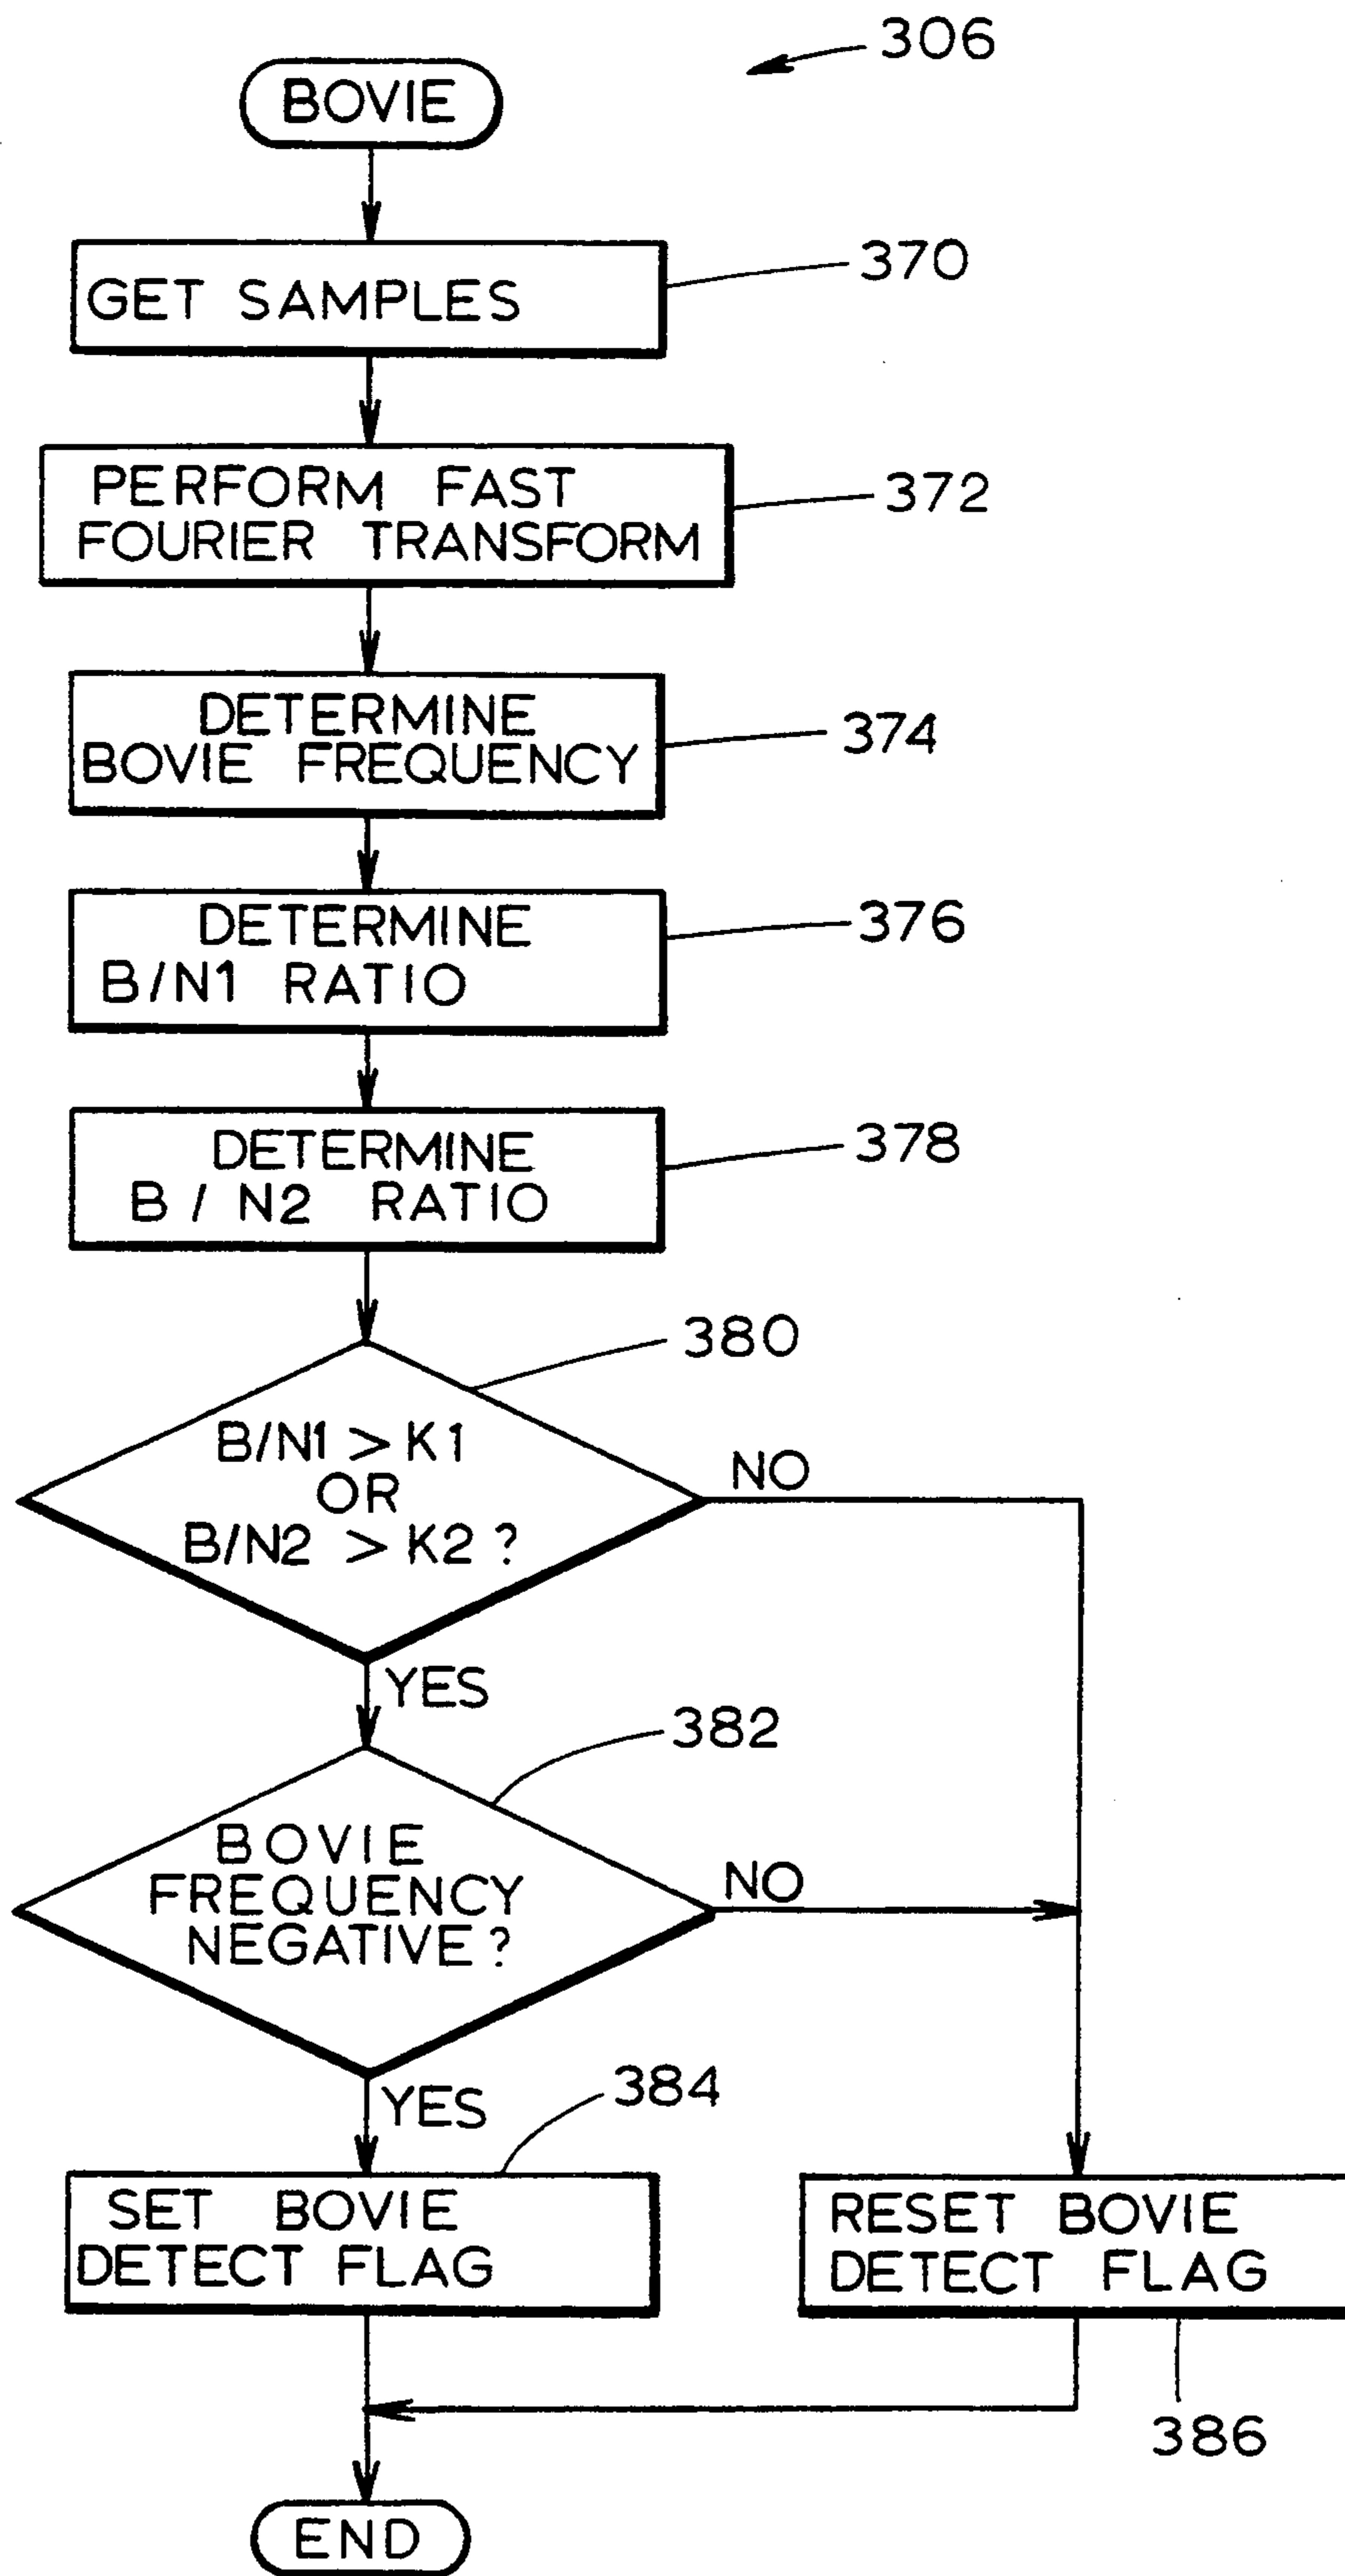 306
BOVIE
370
GET SAMPLES
372
PERFORM FAST
FOURIER TRANSFORM
374
DETERMINE
BOVIE FREQUENCY
376
DETERMINE
B/N1 RATIO
378
DETERMINE
B / N2 RATIO
380
B/N1 > K1
OR
B/N2 > K2 ?
NO
YES
382
BOVIE
FREQUENCY
NEGATIVE ?
NO
YES
384
SET BOVIE
DETECT FLAG
RESET BOVIE
DETECT FLAG
386
END